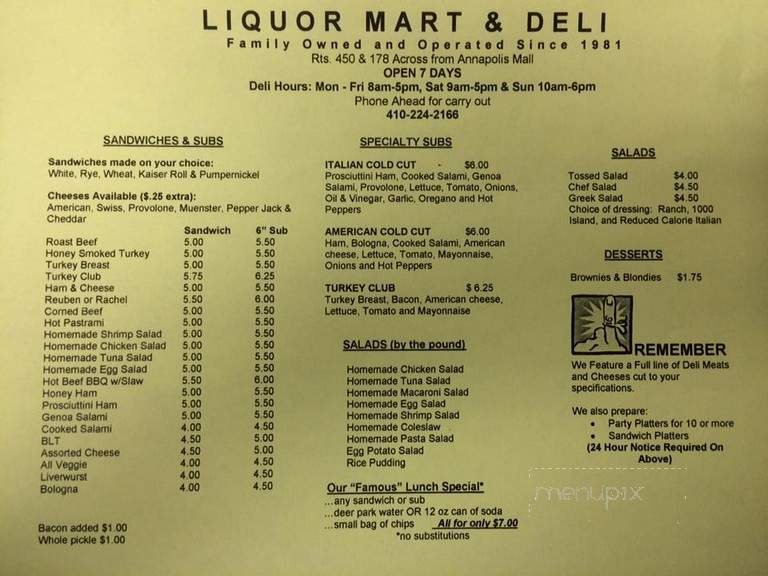 LIQUOR MART & DELI
Family Owned and Operated Since 1981
Rts. 450 & 178 Across from Annapolis Mall
OPEN 7 DAYS
Deli Hours: Mon - Fri 8am-5pm, Sat 9am-5pm & Sun 10am-6pm
Phone Ahead for carry out
410-224-2166
SANDWICHES & SUBS
Sandwiches made on your choice:
White, Rye, Wheat, Kaiser Roll & Pumpernickel
Cheeses Available ($.25 extra):
American, Swiss, Provolone, Muenster, Pepper Jack &
Cheddar
Sandwich 6" Sub
Roast Beef 5.00 5.50
Honey Smoked Turkey 5.00 5.50
Turkey Breast 5.00 5.50
Turkey Club 5.75 6.25
Ham & Cheese 5.00 5.50
Reuben or Rachel 5.50 6.00
Corned Beef 5.00 5.50
Hot Pastrami 5.00 5.50
Homemade Shrimp Salad 5.00 5.50
Homemade Chicken Salad 5.00 5.50
Homemade Tuna Salad 5.00 5.50
Homemade Egg Salad 5.00 5.50
Hot Beef BBQ w/Slaw 5.50 6.00
Honey Ham 5.00 5.50
Prosciuttini Ham 5.00 5.50
Genoa Salami 5.00 5.50
Cooked Salami 4.00 4.50
BLT 4.50 5.00
Assorted Cheese 4.50 5.00
All Veggie 4.00 4.50
Liverwurst 4.00 4.50
Bologna 4.00 4.50
Bacon added $1.00
Whole pickle $1.00
SPECIALTY SUBS
ITALIAN COLD CUT - $6.00
Prosciuttini Ham, Cooked Salami, Genoa
Salami, Provolone, Lettuce, Tomato, Onions,
Oil & Vinegar, Garlic, Oregano and Hot
Peppers
AMERICAN COLD CUT $6.00
Ham, Bologna, Cooked Salami, American
cheese, Lettuce, Tomato, Mayonnaise,
Onions and Hot Peppers
TURKEY CLUB $ 6.25
Turkey Breast, Bacon, American cheese,
Lettuce, Tomato and Mayonnaise
SALADS (by the pound)
Homemade Chicken Salad
Homemade Tuna Salad
Homemade Macaroni Salad
Homemade Egg Salad
Homemade Shrimp Salad
Homemade Coleslaw
Homemade Pasta Salad
Egg Potato Salad
Rice Pudding
Our "Famous" Lunch Special*
...any sandwich or sub
...deer park water OR 12 oz can of soda
...small bag of chips All for only $7.00
*no substitutions
SALADS
Tossed Salad $4.00
Chef Salad $4.50
Greek Salad $4.50
Choice of dressing: Ranch, 1000
Island, and Reduced Calorie Italian
DESSERTS
Brownies & Blondies $1.75
REMEMBER
We Feature a Full line of Deli Meats
and Cheeses cut to your
specifications.
We also prepare:
• Party Platters for 10 or more
• Sandwich Platters
(24 Hour Notice Required On
Above)
menupix